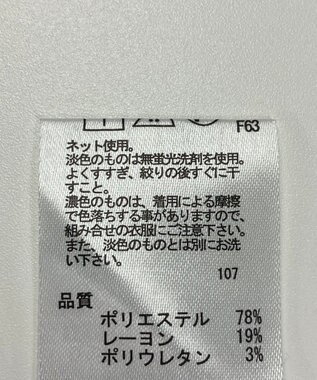 F63
ネット使用。
淡色のものは無蛍光洗剤を使用。
よくすすぎ、絞りの後すぐに干
すこと。
濃色のものは、着用による摩擦
で色落ちする事がありますので、
組み合せの衣服にご注意下さい。
また、淡色のものとは別にお洗
い下さい。
107
品質
ポリエステル 78%
レーヨン 19%
ポリウレタン 3%